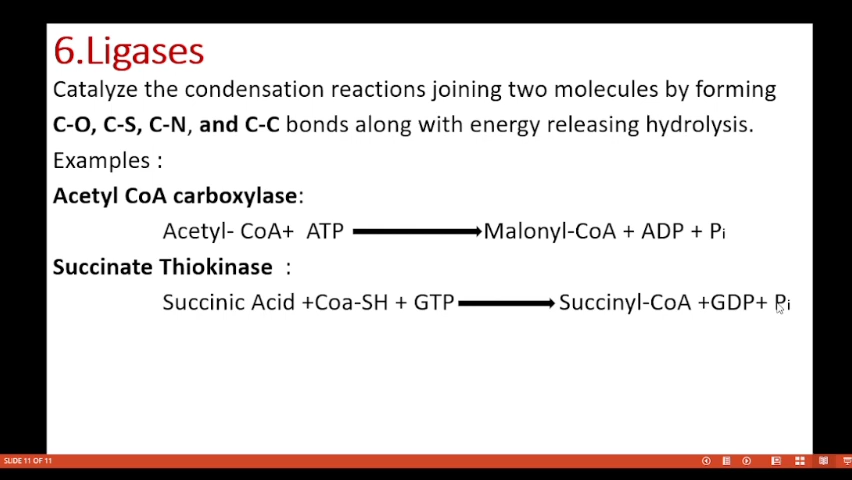 6.Ligases
Catalyze the condensation reactions joining two molecules by forming
C-O, C-S, C-N, and C-C bonds along with energy releasing hydrolysis.
Examples :
Acetyl CoA carboxylase:
Acetyl- CoA+ ATP Malonyl-CoA + ADP + Pi
Succinate Thiokinase :
Succinic Acid +Coa-SH + GTP Succinyl-CoA +GDP+ Pi
SLIDE 11 OF 11